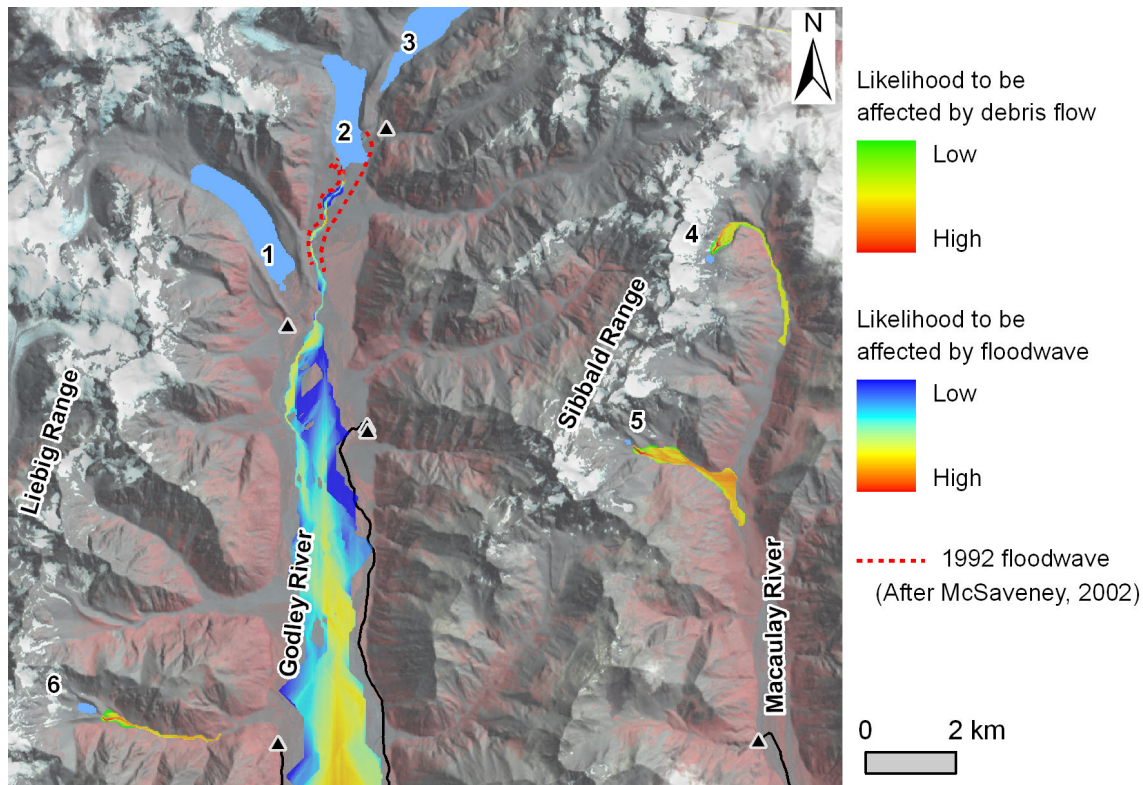 N
3
2
1
4
5
6
Liebig Range
Sibbald Range
Godley River
Macaulay River
Likelihood to be
affected by debris flow
Low
High
Likelihood to be
affected by floodwave
Low
High
1992 floodwave
(After McSaveney, 2002)
0 2 km